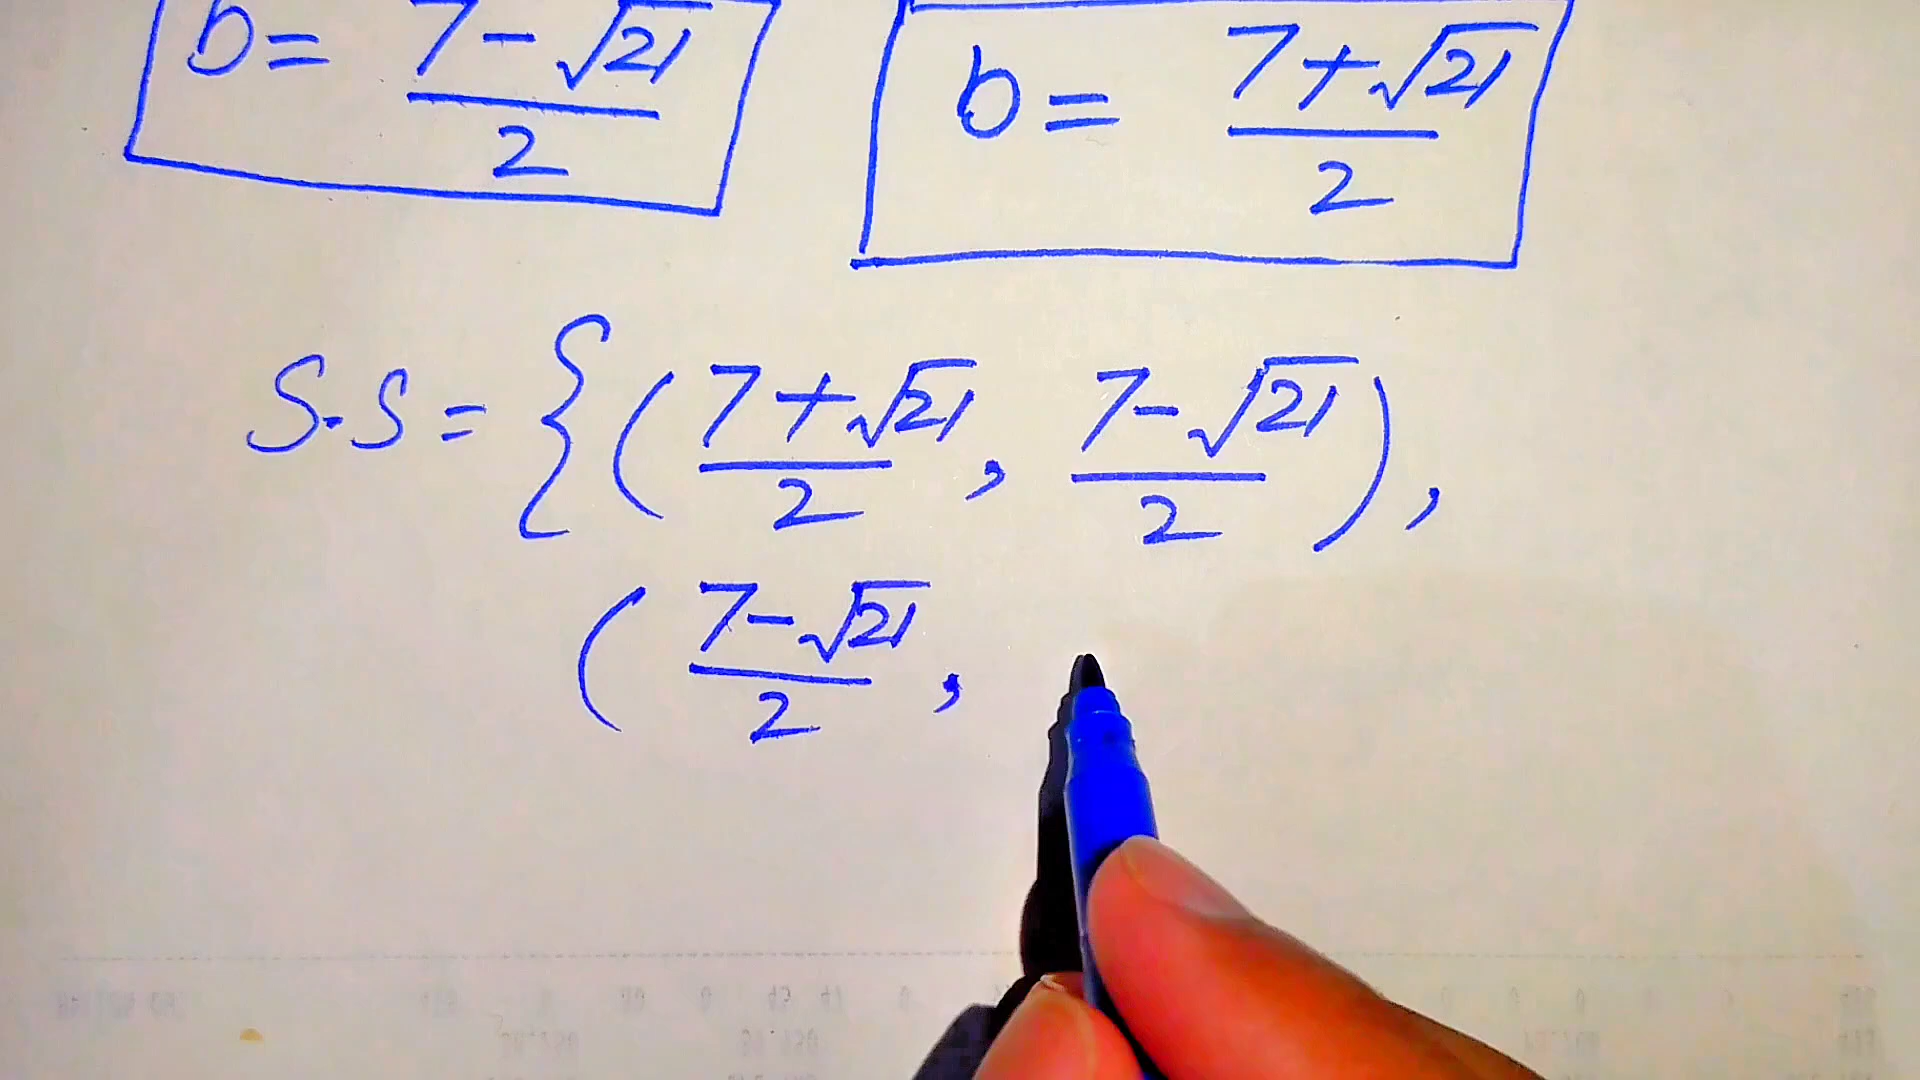 b = (7 - √21)/2    b = (7 + √21)/2
S.S = { ( (7 + √21)/2 , (7 - √21)/2 ) ,
( (7 - √21)/2 ,